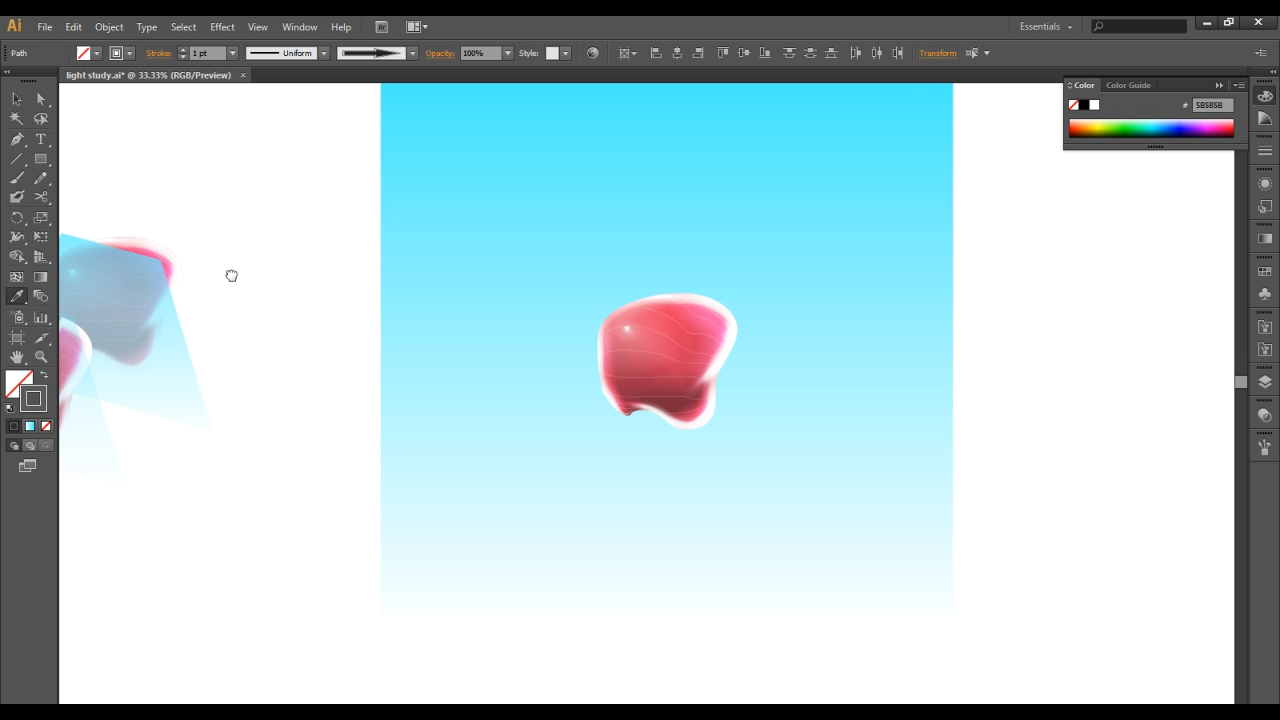 Ai File Edit Object Type Select Effect View Window Help Br Essentials
Path Stroke: 1 pt Uniform Opacity: 100% Style: Transform
light study.ai* @ 33.33% (RGB/Preview)
Color Color Guide
# 5B5B5B
T